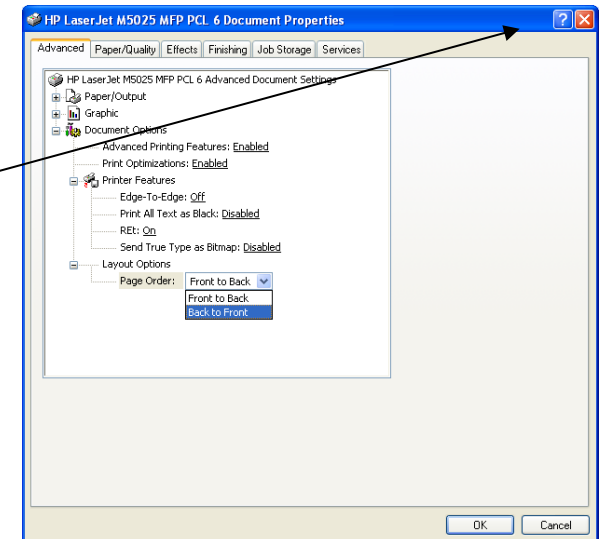 HP LaserJet M5025 MFP PCL 6 Document Properties
Advanced Paper/Quality Effects Finishing Job Storage Services
HP LaserJet M5025 MFP PCL 6 Advanced Document Settings
Paper/Output
Graphic
Document Options
Advanced Printing Features: Enabled
Print Optimizations: Enabled
Printer Features
Edge-To-Edge: Off
Print All Text as Black: Disabled
REt: On
Send True Type as Bitmap: Disabled
Layout Options
Page Order: Front to Back
Front to Back
Back to Front
OK Cancel